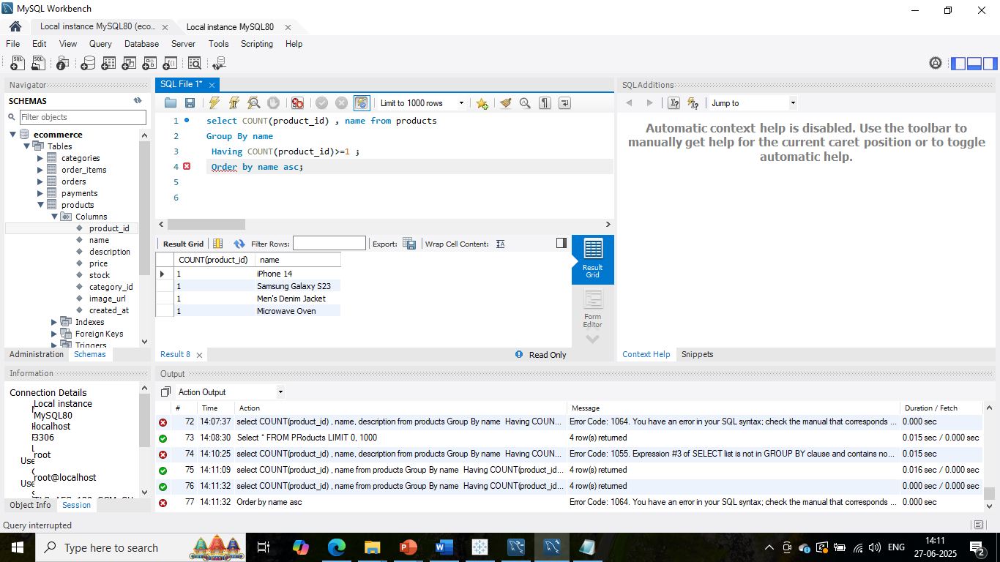 MySQL Workbench
Local instance MySQL80 (eco...
Local instance MySQL80
File Edit View Query Database Server Tools Scripting Help
Navigator
SCHEMAS
Filter objects
ecommerce
Tables
categories
order_items
orders
payments
products
Columns
product_id
name
description
price
stock
category_id
image_url
created_at
Indexes
Foreign Keys
Triggers
Administration Schemas
Information
Connection Details
Local instance
MySQL80
localhost
3306
root
Use
root@localhost
Use
Object Info Session
SQL File 1*
Limit to 1000 rows
1 select COUNT(product_id) , name from products
2 Group By name
3 Having COUNT(product_id)>=1 ;
4 Order by name asc;
5
6
Result Grid Filter Rows: Export: Wrap Cell Content:
COUNT(product_id) name
1 iPhone 14
1 Samsung Galaxy S23
1 Men's Denim Jacket
1 Microwave Oven
Result Grid
Form Editor
Result 8
Read Only
SQLAdditions
Jump to
Automatic context help is disabled. Use the toolbar to
manually get help for the current caret position or to toggle
automatic help.
Context Help Snippets
Output
Action Output
# Time Action Message Duration / Fetch
72 14:07:37 select COUNT(product_id) , name, description from products Group By name Having COUN... Error Code: 1064. You have an error in your SQL syntax; check the manual that corresponds ... 0.000 sec
73 14:08:30 Select * FROM PRoducts LIMIT 0, 1000 4 row(s) returned 0.015 sec / 0.000 sec
74 14:10:25 select COUNT(product_id) , name, description from products Group By name Having COUN... Error Code: 1055. Expression #3 of SELECT list is not in GROUP BY clause and contains no... 0.015 sec
75 14:11:09 select COUNT(product_id) , name from products Group By name Having COUNT(product_id... 4 row(s) returned 0.016 sec / 0.000 sec
76 14:11:32 select COUNT(product_id) , name from products Group By name Having COUNT(product_id... 4 row(s) returned 0.000 sec / 0.000 sec
77 14:11:32 Order by name asc Error Code: 1064. You have an error in your SQL syntax; check the manual that corresponds ... 0.000 sec
Query interrupted
Type here to search
ENG
14:11
27-06-2025
2